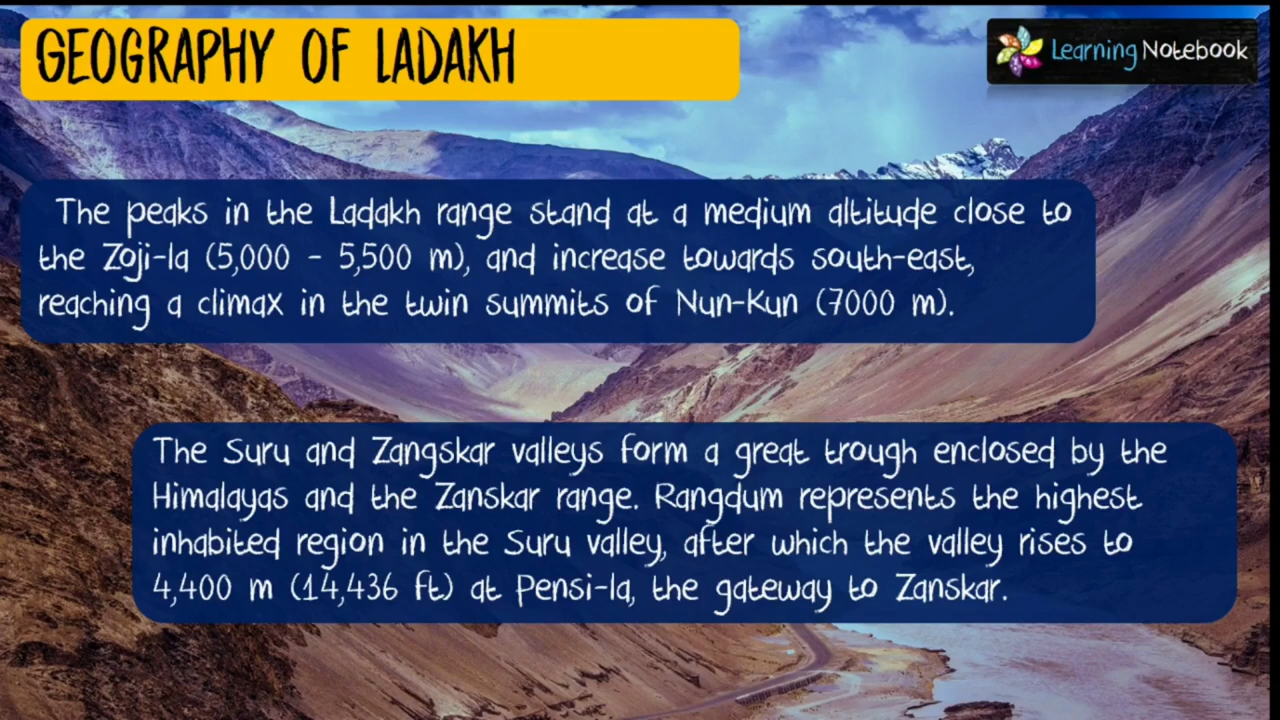 GEOGRAPHY OF LADAKH
Learning Notebook
The peaks in the Ladakh range stand at a medium altitude close to
the Zoji-la (5,000 - 5,500 m), and increase towards south-east,
reaching a climax in the twin summits of Nun-Kun (7000 m).
The Suru and Zangskar valleys form a great trough enclosed by the
Himalayas and the Zanskar range. Rangdum represents the highest
inhabited region in the Suru valley, after which the valley rises to
4,400 m (14,436 ft) at Pensi-la, the gateway to Zanskar.